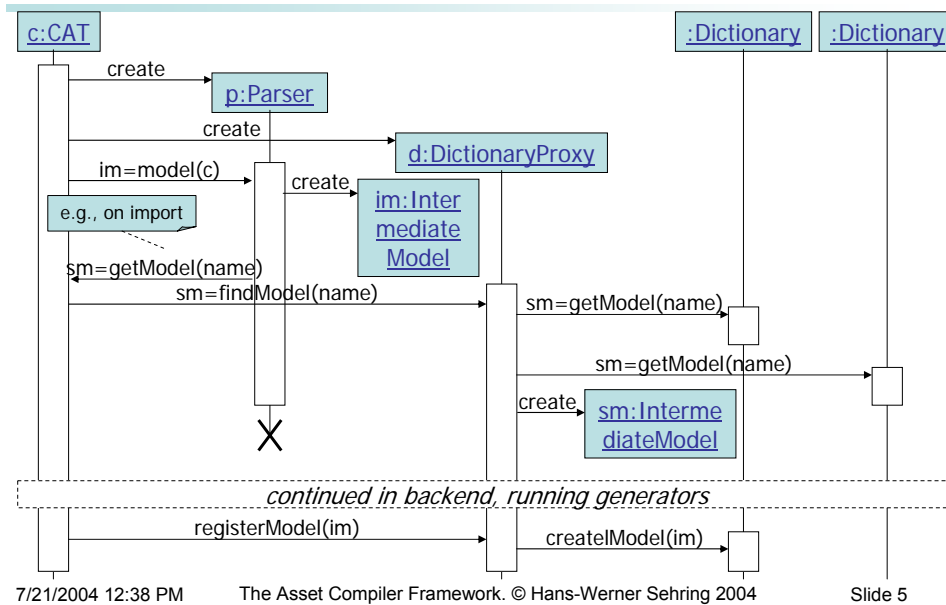 c:CAT
:Dictionary
:Dictionary
create
p:Parser
create
d:DictionaryProxy
im=model(c)
create
im:Inter
mediate
Model
e.g., on import
sm=getModel(name)
sm=findModel(name)
sm=getModel(name)
sm=getModel(name)
create
sm:Interme
diateModel
continued in backend, running generators
registerModel(im)
createIModel(im)
7/21/2004 12:38 PM
The Asset Compiler Framework. © Hans-Werner Sehring 2004
Slide 5